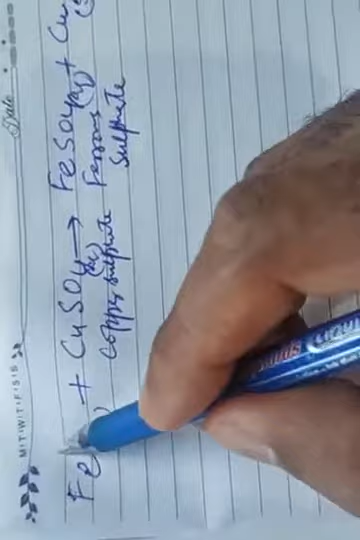 Date
M T W T F S S
Fe + CuSO4 → FeSO4 + Cu
(aq) (aq) (s)
Copper sulphate Ferrous sulphate